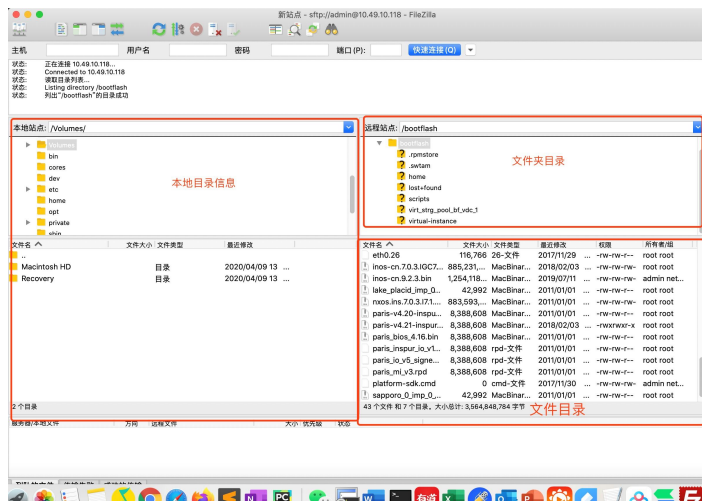 新站点 - sftp://admin@10.49.10.118 - FileZilla
主机 用户名 密码 端口(P): 快速连接(Q)
状态: 正在连接 10.49.10.118...
状态: Connected to 10.49.10.118
状态: 读取目录列表...
状态: Listing directory /bootflash
状态: 列出"/bootflash"的目录成功
本地站点: /Volumes/
Volumes
bin
cores
dev
etc
home
opt
private
sbin
本地目录信息
远程站点: /bootflash
bootflash
.rpmstore
.swtam
home
lost+found
scripts
virt_strg_pool_bf_vdc_1
virtual-instance
文件夹目录
文件名 文件大小 文件类型 最近修改
..
Macintosh HD 目录 2020/04/09 13 ...
Recovery 目录 2020/04/09 13 ...
2 个目录
文件名 文件大小 文件类型 最近修改 权限 所有者/组
eth0.26 116,766 26-文件 2017/11/29 ... -rw-rw-r-- root root
inos-cn.7.0.3.IGC7... 885,231,... MacBinar... 2018/02/03 ... -rw-rw-rw- root root
inos-cn.9.2.3.bin 1,254,118... MacBinar... 2019/07/11 ... -rw-rw-rw- admin net...
lake_placid_imp_0... 42,992 MacBinar... 2011/01/01 ... -rw-rw-r-- root root
nxos.ins.7.0.3.I7.1.... 883,593,... MacBinar... 2011/01/01 ... -rw-rw-rw- root root
paris-v4.20-inspu... 8,388,608 MacBinar... 2011/01/01 ... -rw-rw-r-- root root
paris-v4.21-inspur... 8,388,608 MacBinar... 2018/02/03 ... -rwxrwxr-x root root
paris_bios_4.16.bin 8,388,608 MacBinar... 2011/01/01 ... -rw-rw-r-- root root
paris_inspur_io_v1... 8,388,608 rpd-文件 2011/01/01 ... -rw-rw-r-- root root
paris_io_v5_signe... 8,388,608 rpd-文件 2011/01/01 ... -rw-rw-r-- root root
paris_mi_v3.rpd 8,388,608 rpd-文件 2011/01/01 ... -rw-rw-r-- root root
platform-sdk.cmd 0 cmd-文件 2017/11/30 ... -rw-rw-rw- admin net...
sapporo_0_imp_0_... 42,992 MacBinar... 2011/01/01 ... -rw-rw-r-- root root
43 个文件 和 7 个目录。大小总计: 3,564,848,784 字节
文件目录
服务器/本地文件 方向 远程文件 大小 优先级 状态